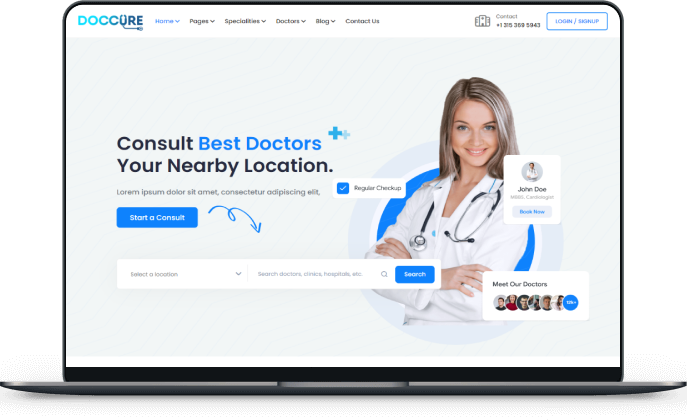 DOCCURE
Home Pages Specialities Doctors Blog Contact Us
Contact
+1 315 369 5943
LOGIN / SIGNUP
Consult Best Doctors
Your Nearby Location.
Lorem ipsum dolor sit amet, consectetur adipiscing elit,
Start a Consult
Regular Checkup
John Doe
MBBS, Cardiologist
Book Now
Select a location
Search doctors, clinics, hospitals, etc
Search
Meet Our Doctors